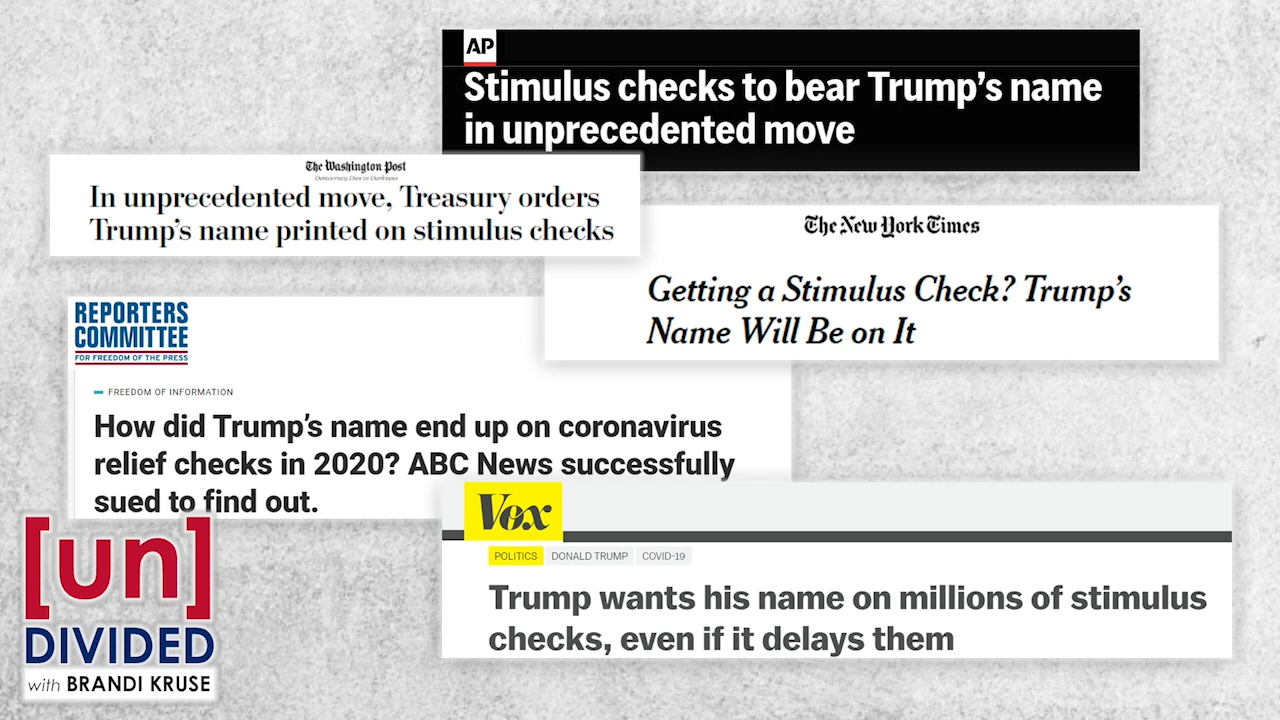 AP
Stimulus checks to bear Trump's name
in unprecedented move
The Washington Post
Democracy Dies in Darkness
In unprecedented move, Treasury orders
Trump's name printed on stimulus checks
The New York Times
Getting a Stimulus Check? Trump's
Name Will Be on It
REPORTERS
COMMITTEE
FOR FREEDOM OF THE PRESS
FREEDOM OF INFORMATION
How did Trump's name end up on coronavirus
relief checks in 2020? ABC News successfully
sued to find out.
Vox
POLITICS DONALD TRUMP COVID-19
Trump wants his name on millions of stimulus
checks, even if it delays them
[un]
DIVIDED
with BRANDI KRUSE